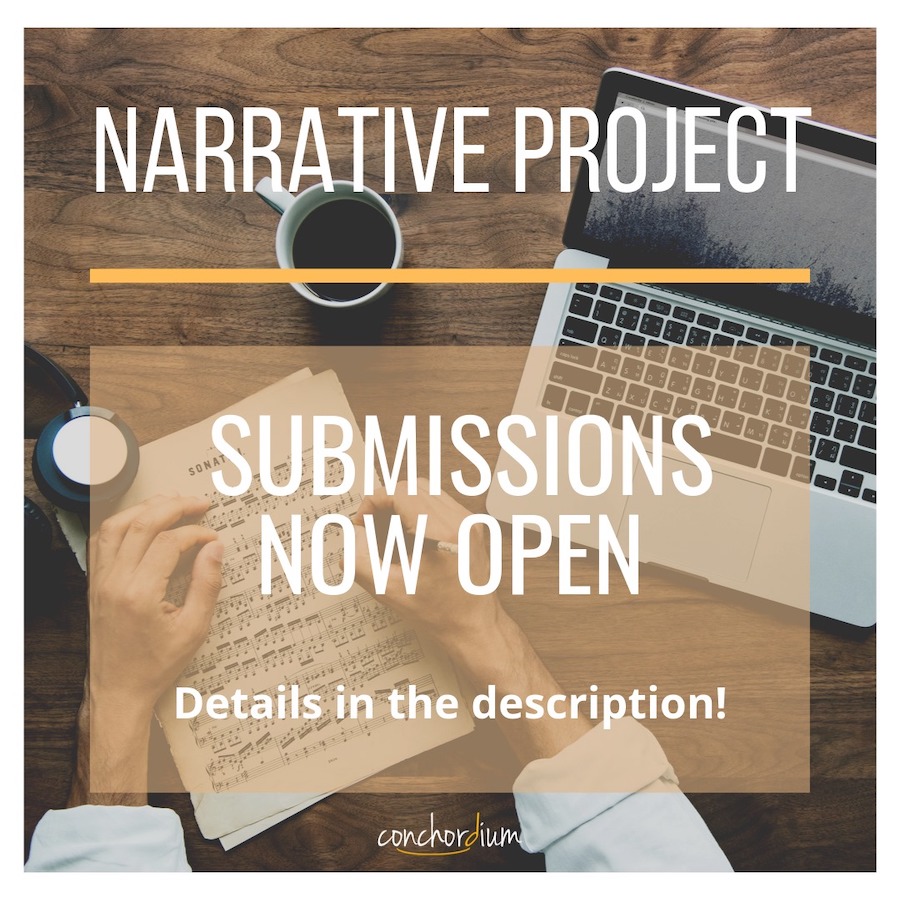 NARRATIVE PROJECT
SUBMISSIONS
NOW OPEN
Details in the description!
conchordium